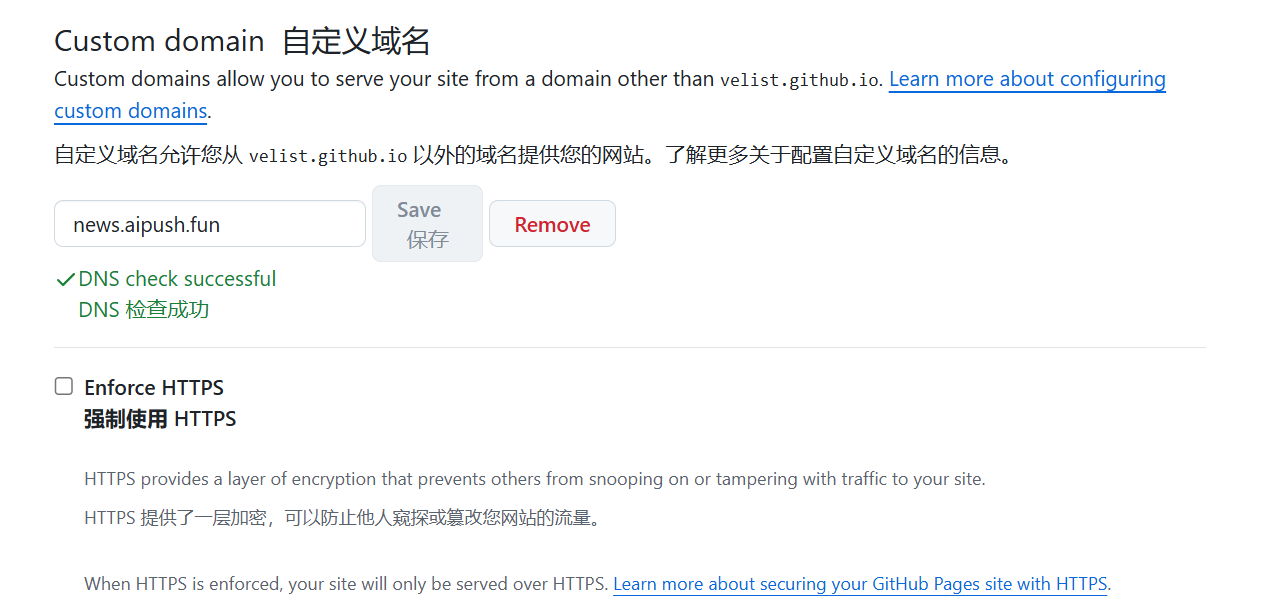 Custom domain 自定义域名
Custom domains allow you to serve your site from a domain other than velist.github.io. Learn more about configuring
custom domains.
自定义域名允许您从 velist.github.io 以外的域名提供您的网站。了解更多关于配置自定义域名的信息。
news.aipush.fun
Save
保存
Remove
DNS check successful
DNS 检查成功
Enforce HTTPS
强制使用 HTTPS
HTTPS provides a layer of encryption that prevents others from snooping on or tampering with traffic to your site.
HTTPS 提供了一层加密，可以防止他人窥探或篡改您网站的流量。
When HTTPS is enforced, your site will only be served over HTTPS. Learn more about securing your GitHub Pages site with HTTPS.